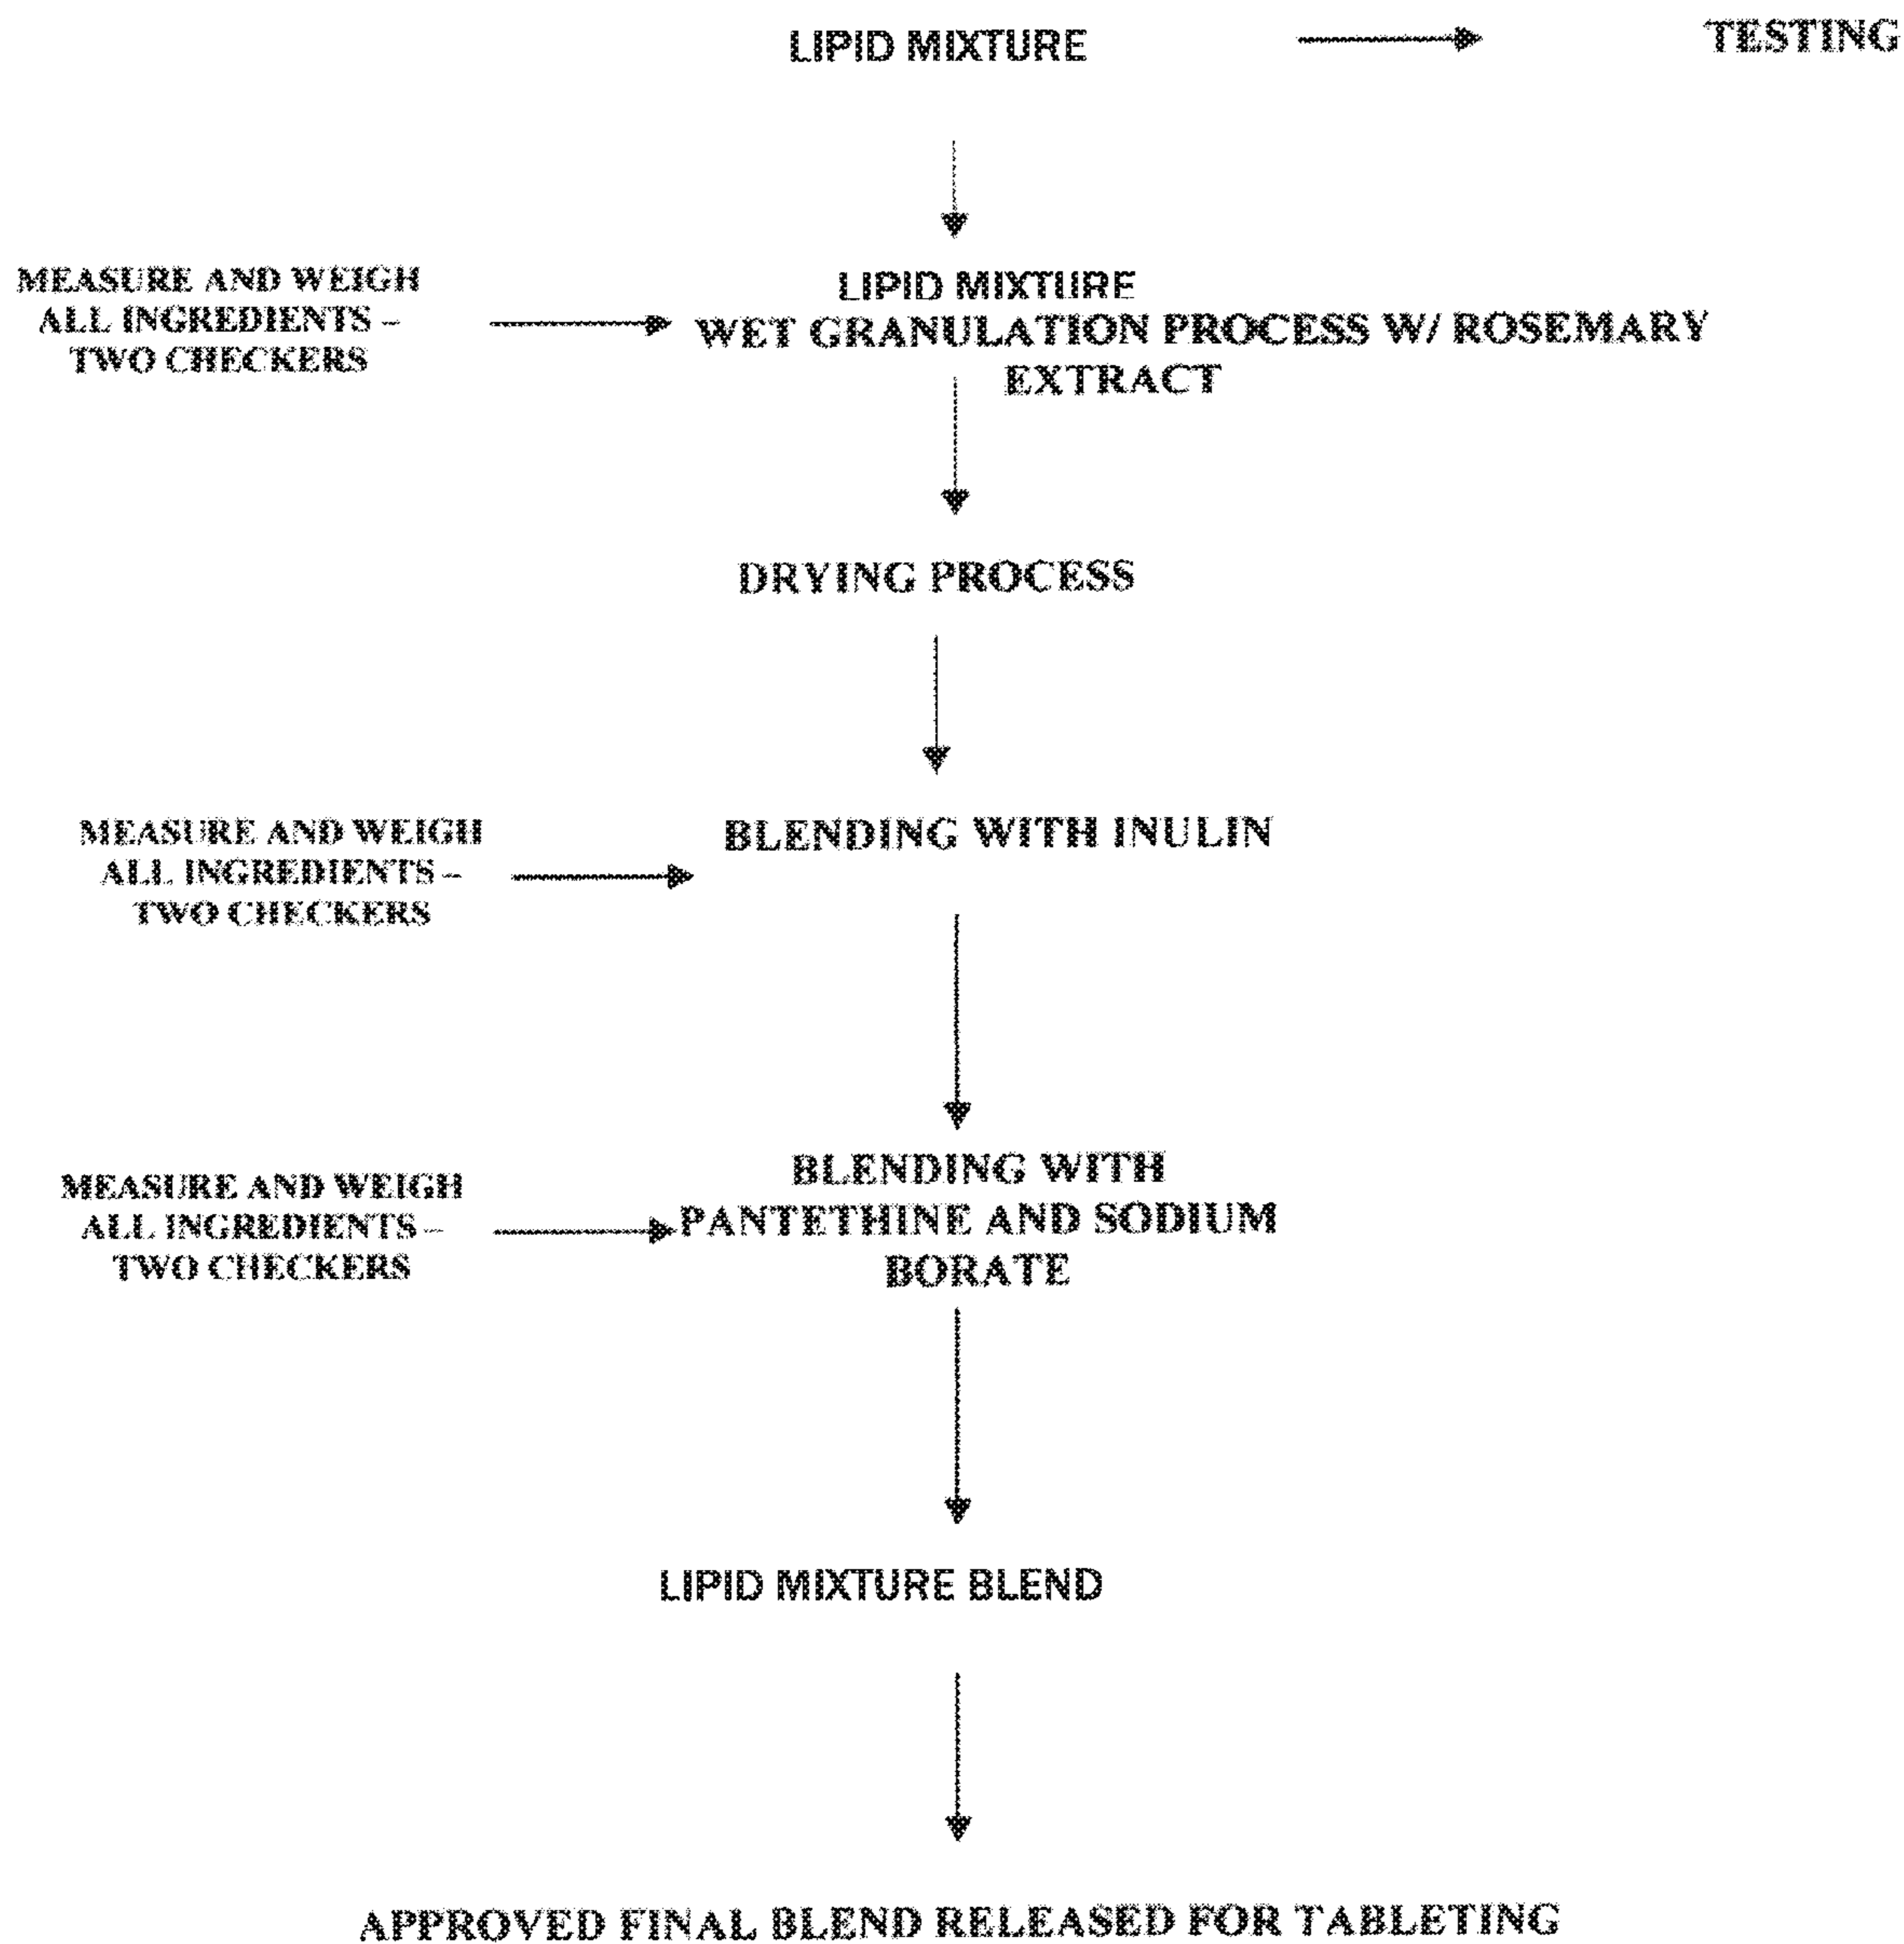 LIPID MIXTURE
TESTING
LIPID MIXTURE
WET GRANULATION PROCESS W/ ROSEMARY
EXTRACT
MEASURE AND WEIGH
ALL INGREDIENTS –
TWO CHECKERS
DRYING PROCESS
BLENDING WITH INULIN
MEASURE AND WEIGH
ALL INGREDIENTS –
TWO CHECKERS
BLENDING WITH
PANTETHINE AND SODIUM
BORATE
MEASURE AND WEIGH
ALL INGREDIENTS –
TWO CHECKERS
LIPID MIXTURE BLEND
APPROVED FINAL BLEND RELEASED FOR TABLETING